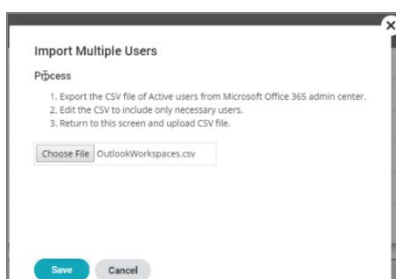 Import Multiple Users
Process
1. Export the CSV file of Active users from Microsoft Office 365 admin center.
2. Edit the CSV to include only necessary users.
3. Return to this screen and upload CSV file.
Choose File OutlookWorkspaces.csv
Save Cancel